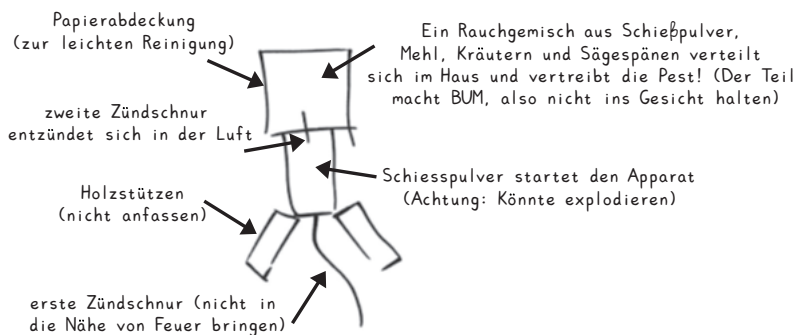 Papierabdeckung
(zur leichten Reinigung)
Ein Rauchgemisch aus Schießpulver,
Mehl, Kräutern und Sägespänen verteilt
sich im Haus und vertreibt die Pest! (Der Teil
macht BUM, also nicht ins Gesicht halten)
zweite Zündschnur
entzündet sich in der Luft
Schiesspulver startet den Apparat
(Achtung: Könnte explodieren)
Holzstützen
(nicht anfassen)
erste Zündschnur (nicht in
die Nähe von Feuer bringen)